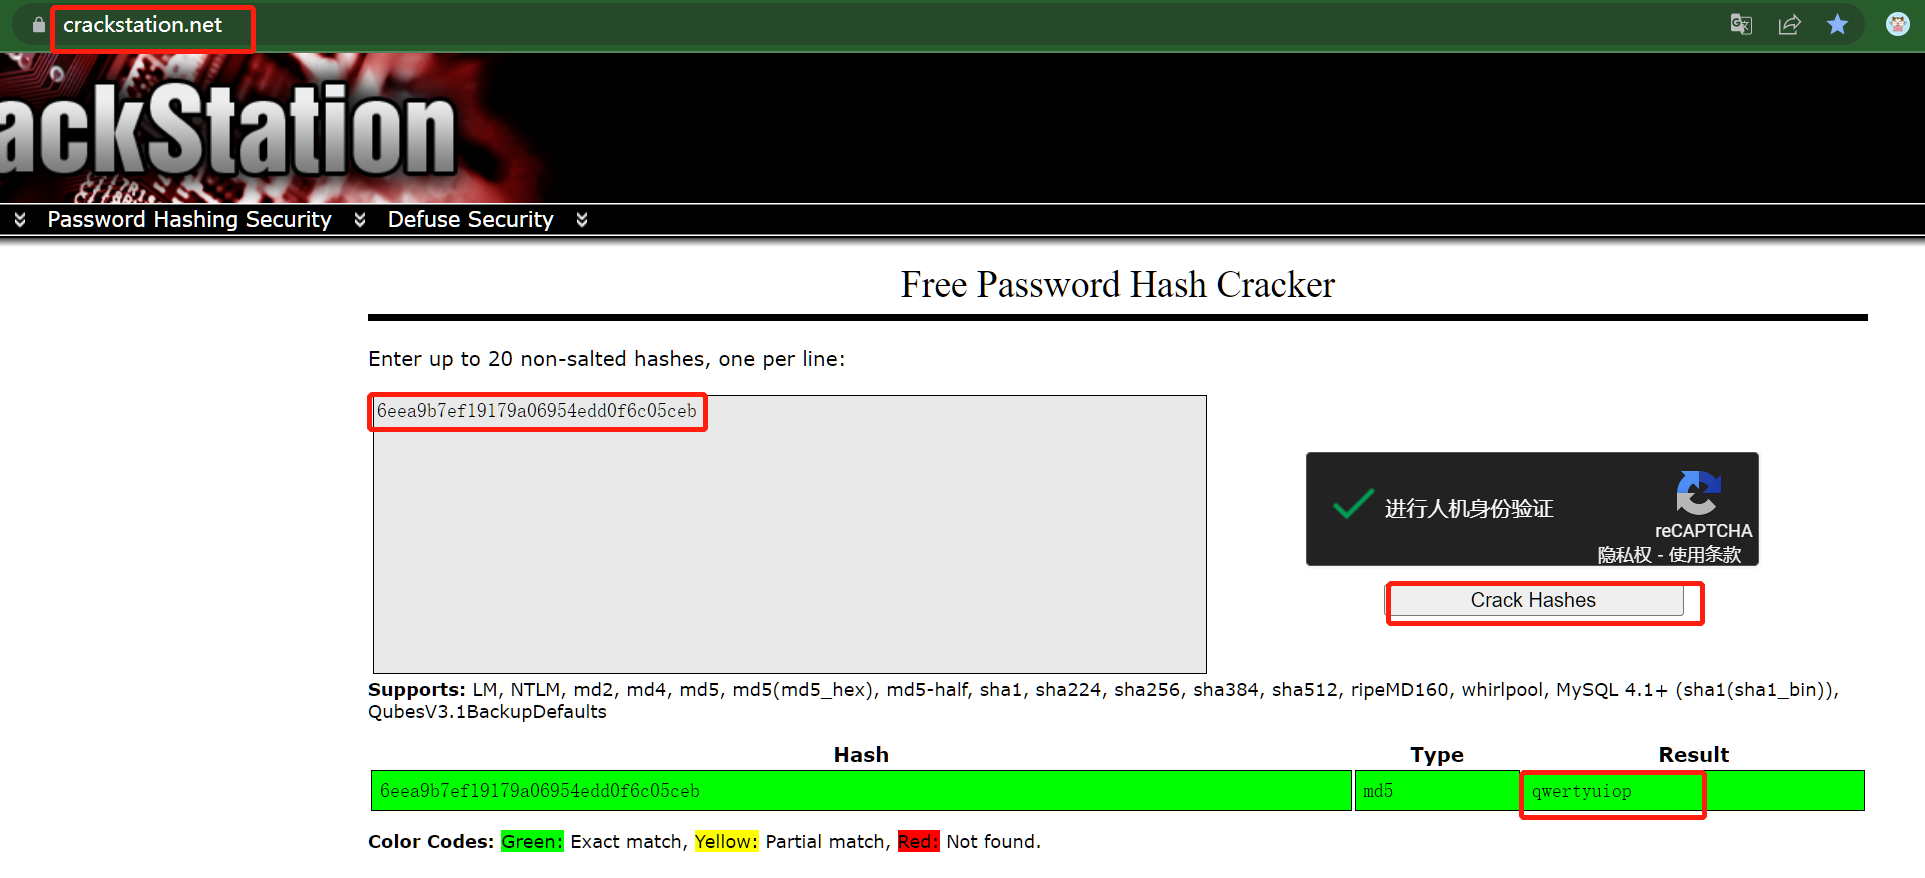 crackstation.net
ackStation
Password Hashing Security
Defuse Security
Free Password Hash Cracker
Enter up to 20 non-salted hashes, one per line:
6eea9b7ef19179a06954edd0f6c05ceb
进行人机身份验证
reCAPTCHA
隐私权 - 使用条款
Crack Hashes
Supports: LM, NTLM, md2, md4, md5, md5(md5_hex), md5-half, sha1, sha224, sha256, sha384, sha512, ripeMD160, whirlpool, MySQL 4.1+ (sha1(sha1_bin)),
QubesV3.1BackupDefaults
Hash Type Result
6eea9b7ef19179a06954edd0f6c05ceb md5 qwertyuiop
Color Codes: Green: Exact match, Yellow: Partial match, Red: Not found.